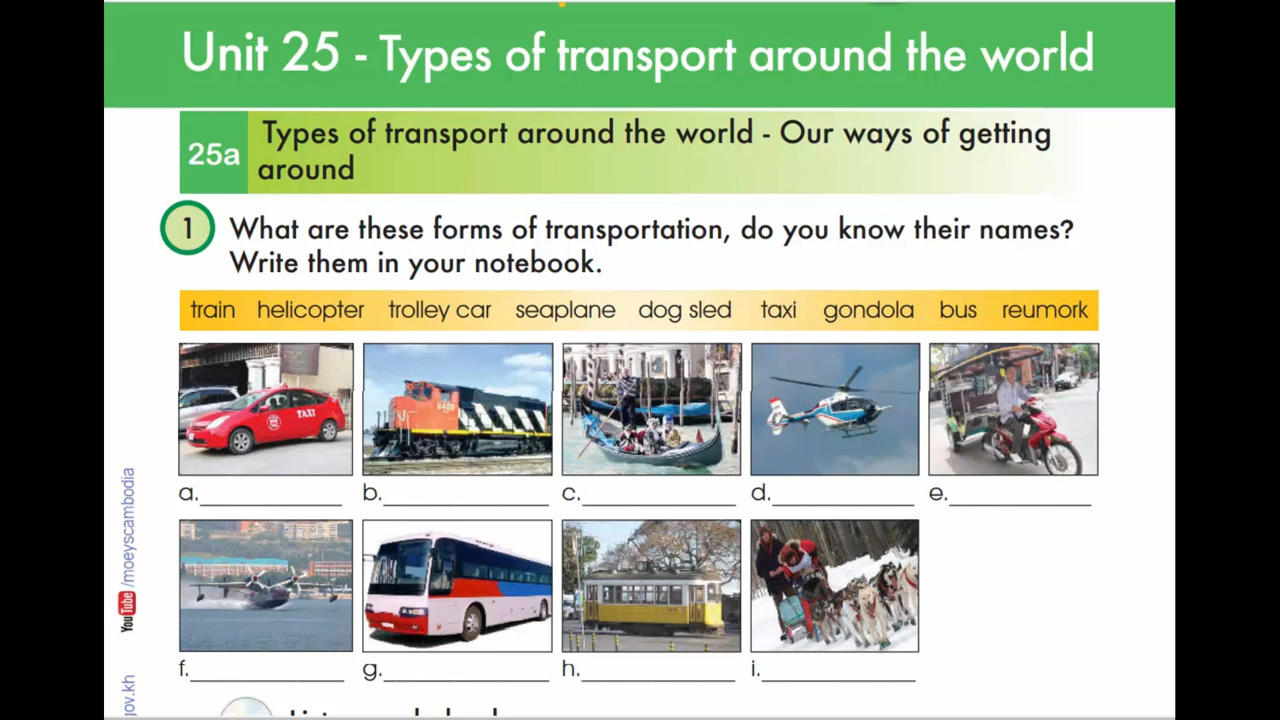 Unit 25 - Types of transport around the world
25a
Types of transport around the world - Our ways of getting
around
1
What are these forms of transportation, do you know their names?
Write them in your notebook.
train helicopter trolley car seaplane dog sled taxi gondola bus reumork
TAXI
a.
b.
c.
d.
e.
f.
g.
h.
i.
YouTube /moeyscambodia
gov.kh